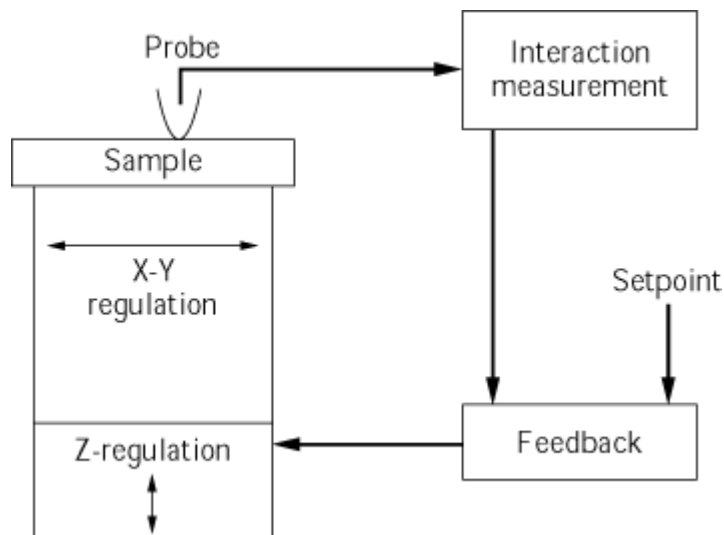 Probe
Interaction
measurement
Sample
X-Y
regulation
Setpoint
Z-regulation
Feedback